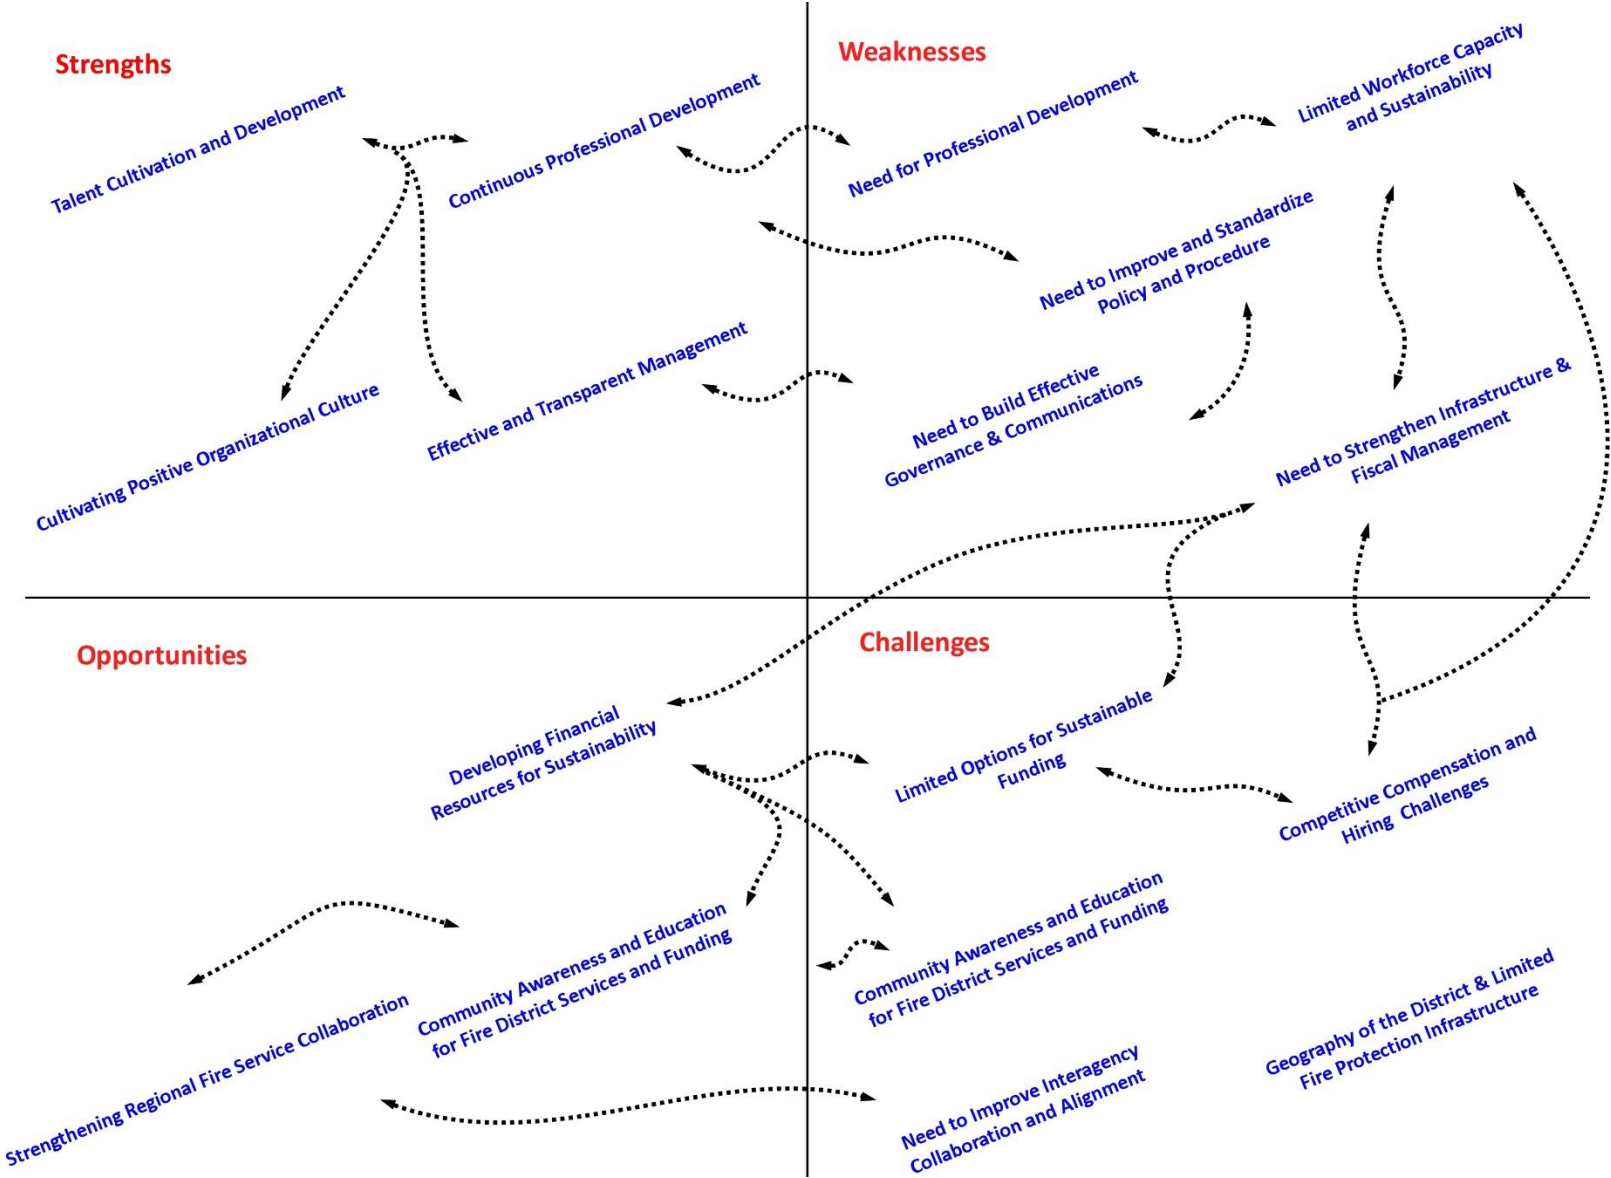 Strengths
Talent Cultivation and Development
Continuous Professional Development
Cultivating Positive Organizational Culture
Effective and Transparent Management
Weaknesses
Need for Professional Development
Limited Workforce Capacity
and Sustainability
Need to Improve and Standardize
Policy and Procedure
Need to Build Effective
Governance & Communications
Need to Strengthen Infrastructure &
Fiscal Management
Opportunities
Developing Financial
Resources for Sustainability
Community Awareness and Education
for Fire District Services and Funding
Strengthening Regional Fire Service Collaboration
Challenges
Limited Options for Sustainable
Funding
Competitive Compensation and
Hiring Challenges
Community Awareness and Education
for Fire District Services and Funding
Geography of the District & Limited
Fire Protection Infrastructure
Need to Improve Interagency
Collaboration and Alignment